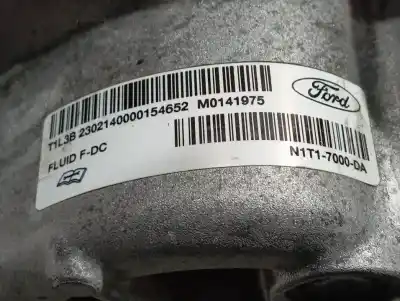 T1L3B 2302140000154652 M0141975
Ford
FLUID F-DC
N1T1-7000-DA